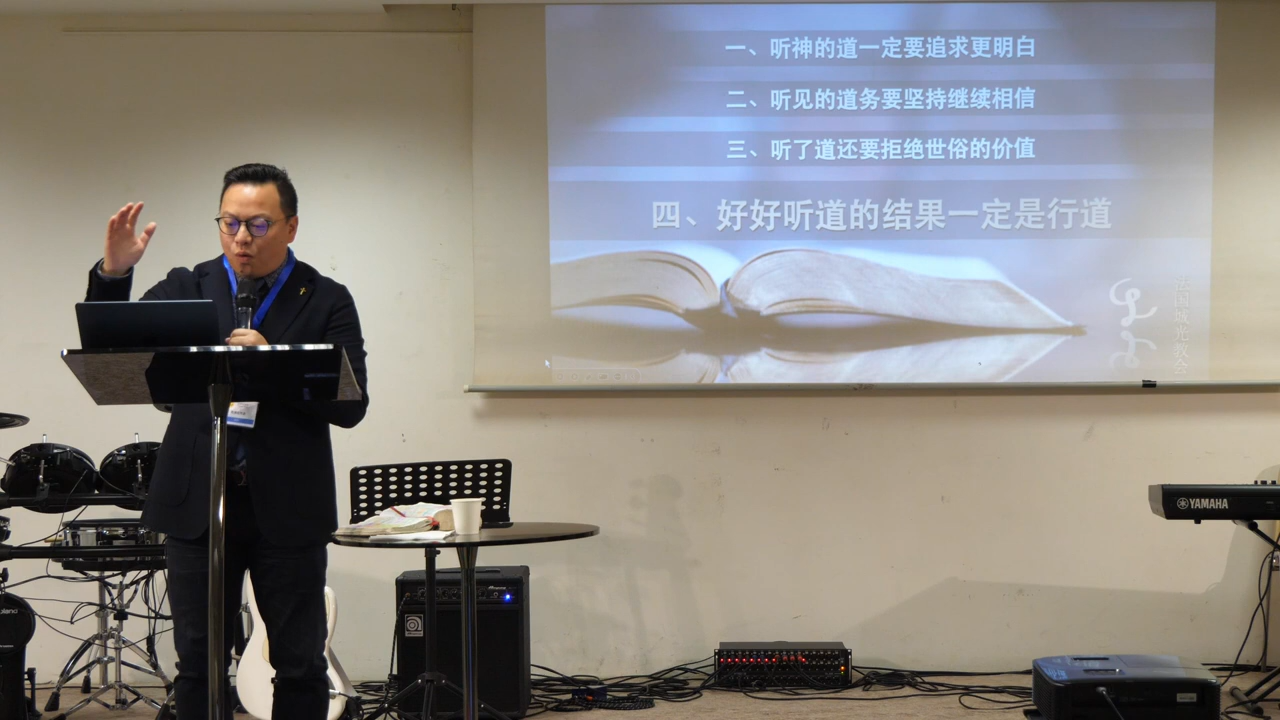 一、听神的道一定要追求更明白
二、听见的道务要坚持继续相信
三、听了道还要拒绝世俗的价值
四、好好听道的结果一定是行道
YAMAHA